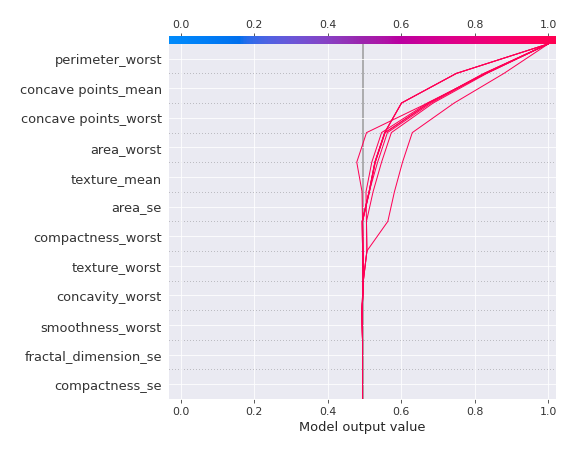 0.0 0.2 0.4 0.6 0.8 1.0
perimeter_worst
concave points_mean
concave points_worst
area_worst
texture_mean
area_se
compactness_worst
texture_worst
concavity_worst
smoothness_worst
fractal_dimension_se
compactness_se
0.0 0.2 0.4 0.6 0.8 1.0
Model output value